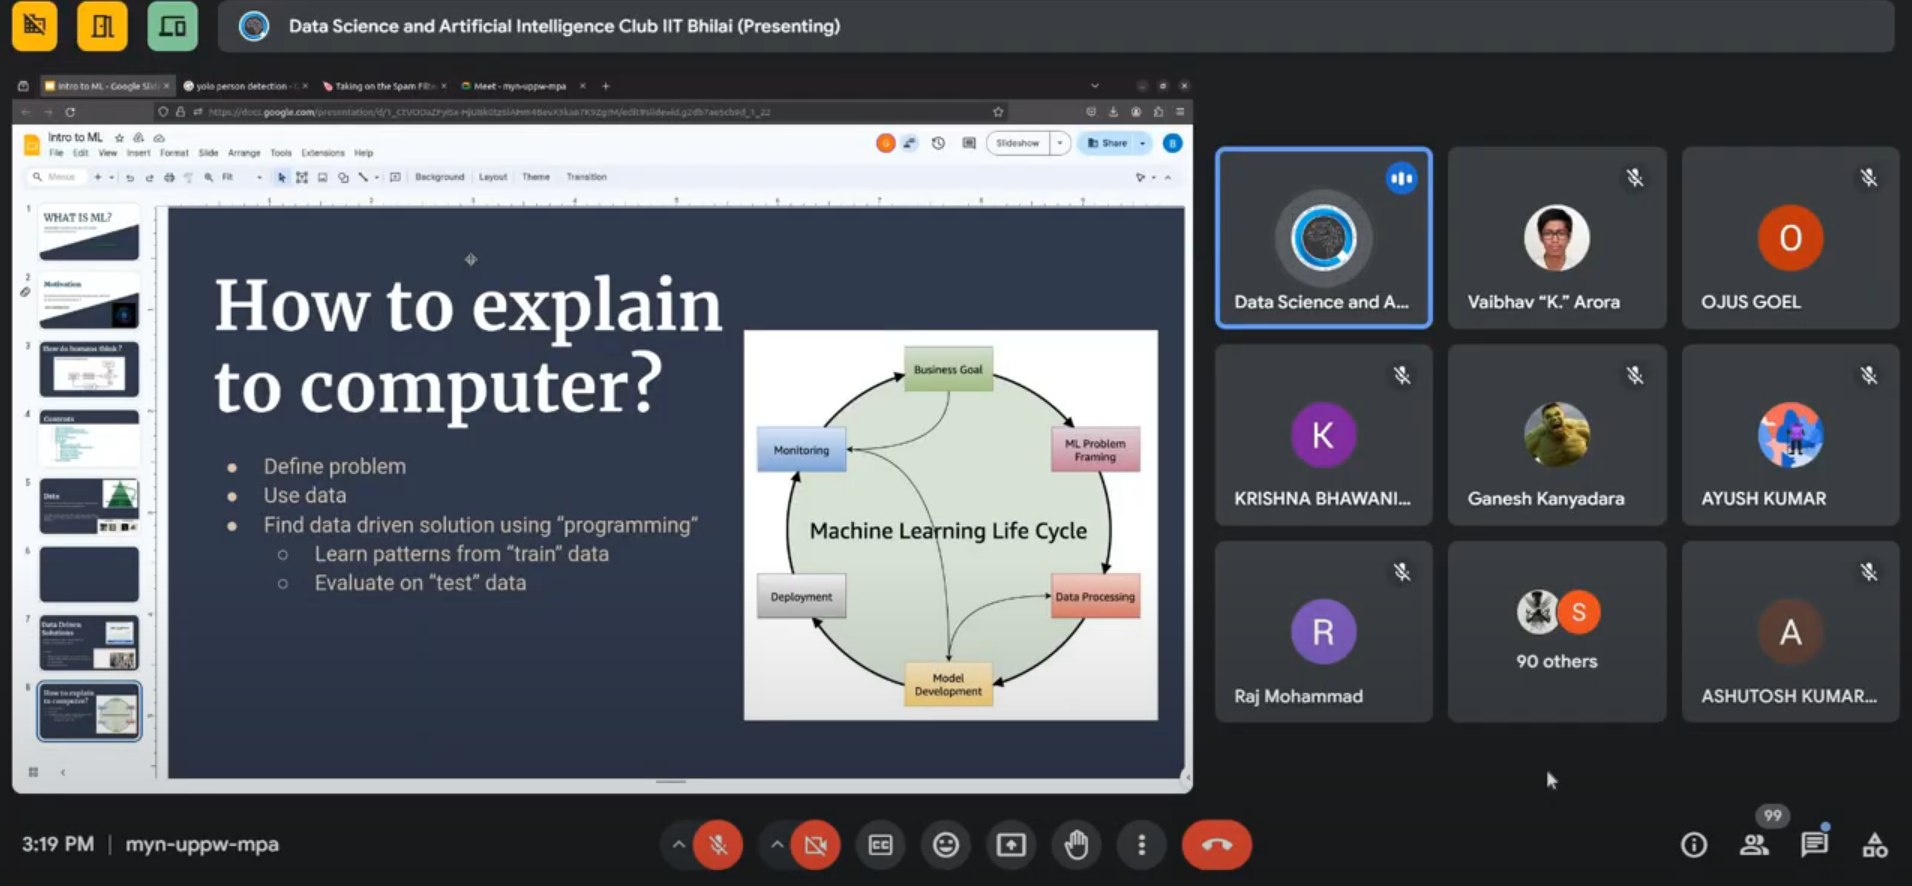 Data Science and Artificial Intelligence Club IIT Bhilai (Presenting)
Intro to ML - Google Slid
yolo person detection -
Taking on the Spam Filt
Meet - myn-uppw-mpa
Intro to ML
File Edit View Insert Format Slide Arrange Tools Extensions Help
Slideshow
Share
B
Menus
Fit
Background
Layout
Theme
Transition
1
WHAT IS ML?
2
Motivation
3
How do humans think ?
4
Contents
5
Data
6
7
Data Driven
Solutions
8
How to explain
to computer?
How to explain
to computer?
● Define problem
● Use data
● Find data driven solution using “programming”
○ Learn patterns from “train” data
○ Evaluate on “test” data
Business Goal
Monitoring
ML Problem
Framing
Machine Learning Life Cycle
Deployment
Data Processing
Model
Development
Data Science and A...
Vaibhav “K.” Arora
O
OJUS GOEL
K
KRISHNA BHAWANI...
Ganesh Kanyadara
AYUSH KUMAR
R
Raj Mohammad
S
90 others
A
ASHUTOSH KUMAR...
3:19 PM | myn-uppw-mpa
CC
99